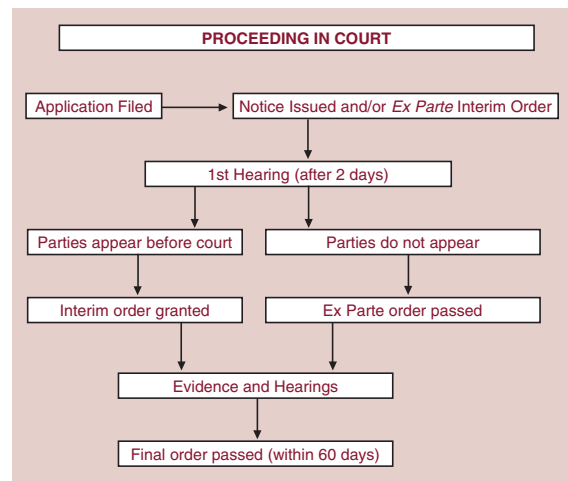 PROCEEDING IN COURT
Application Filed
Notice Issued and/or Ex Parte Interim Order
1st Hearing (after 2 days)
Parties appear before court
Parties do not appear
Interim order granted
Ex Parte order passed
Evidence and Hearings
Final order passed (within 60 days)